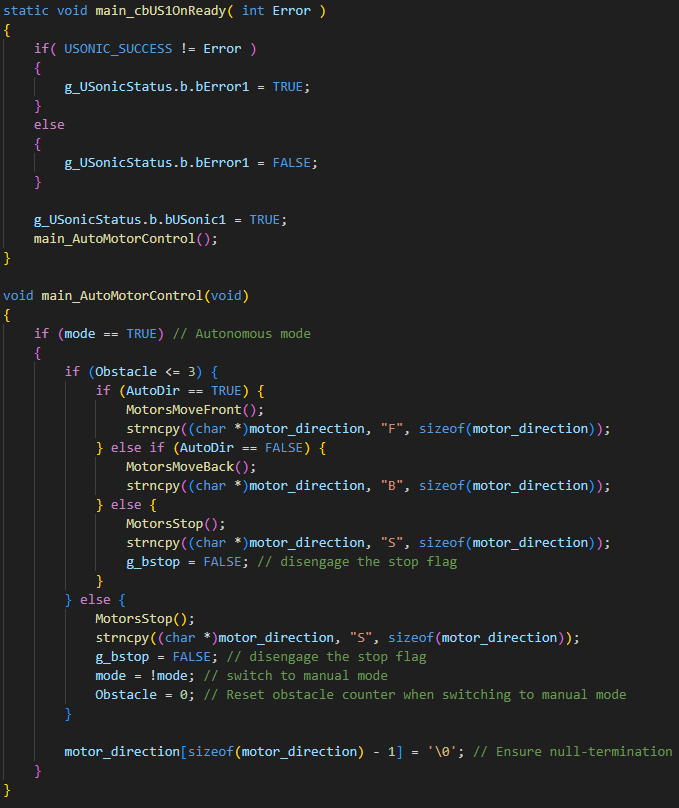 static void main_cbUS1OnReady( int Error )
{
    if( USONIC_SUCCESS != Error )
    {
        g_USonicStatus.b.bError1 = TRUE;
    }
    else
    {
        g_USonicStatus.b.bError1 = FALSE;
    }

    g_USonicStatus.b.bUSonic1 = TRUE;
    main_AutoMotorControl();
}

void main_AutoMotorControl(void)
{
    if (mode == TRUE) // Autonomous mode
    {
        if (Obstacle <= 3) {
            if (AutoDir == TRUE) {
                MotorsMoveFront();
                strncpy((char *)motor_direction, "F", sizeof(motor_direction));
            } else if (AutoDir == FALSE) {
                MotorsMoveBack();
                strncpy((char *)motor_direction, "B", sizeof(motor_direction));
            } else {
                MotorsStop();
                strncpy((char *)motor_direction, "S", sizeof(motor_direction));
                g_bstop = FALSE; // disengage the stop flag
            }
        } else {
            MotorsStop();
            strncpy((char *)motor_direction, "S", sizeof(motor_direction));
            g_bstop = FALSE; // disengage the stop flag
            mode = !mode; // switch to manual mode
            Obstacle = 0; // Reset obstacle counter when switching to manual mode
        }

        motor_direction[sizeof(motor_direction) - 1] = '\0'; // Ensure null-termination
    }
}